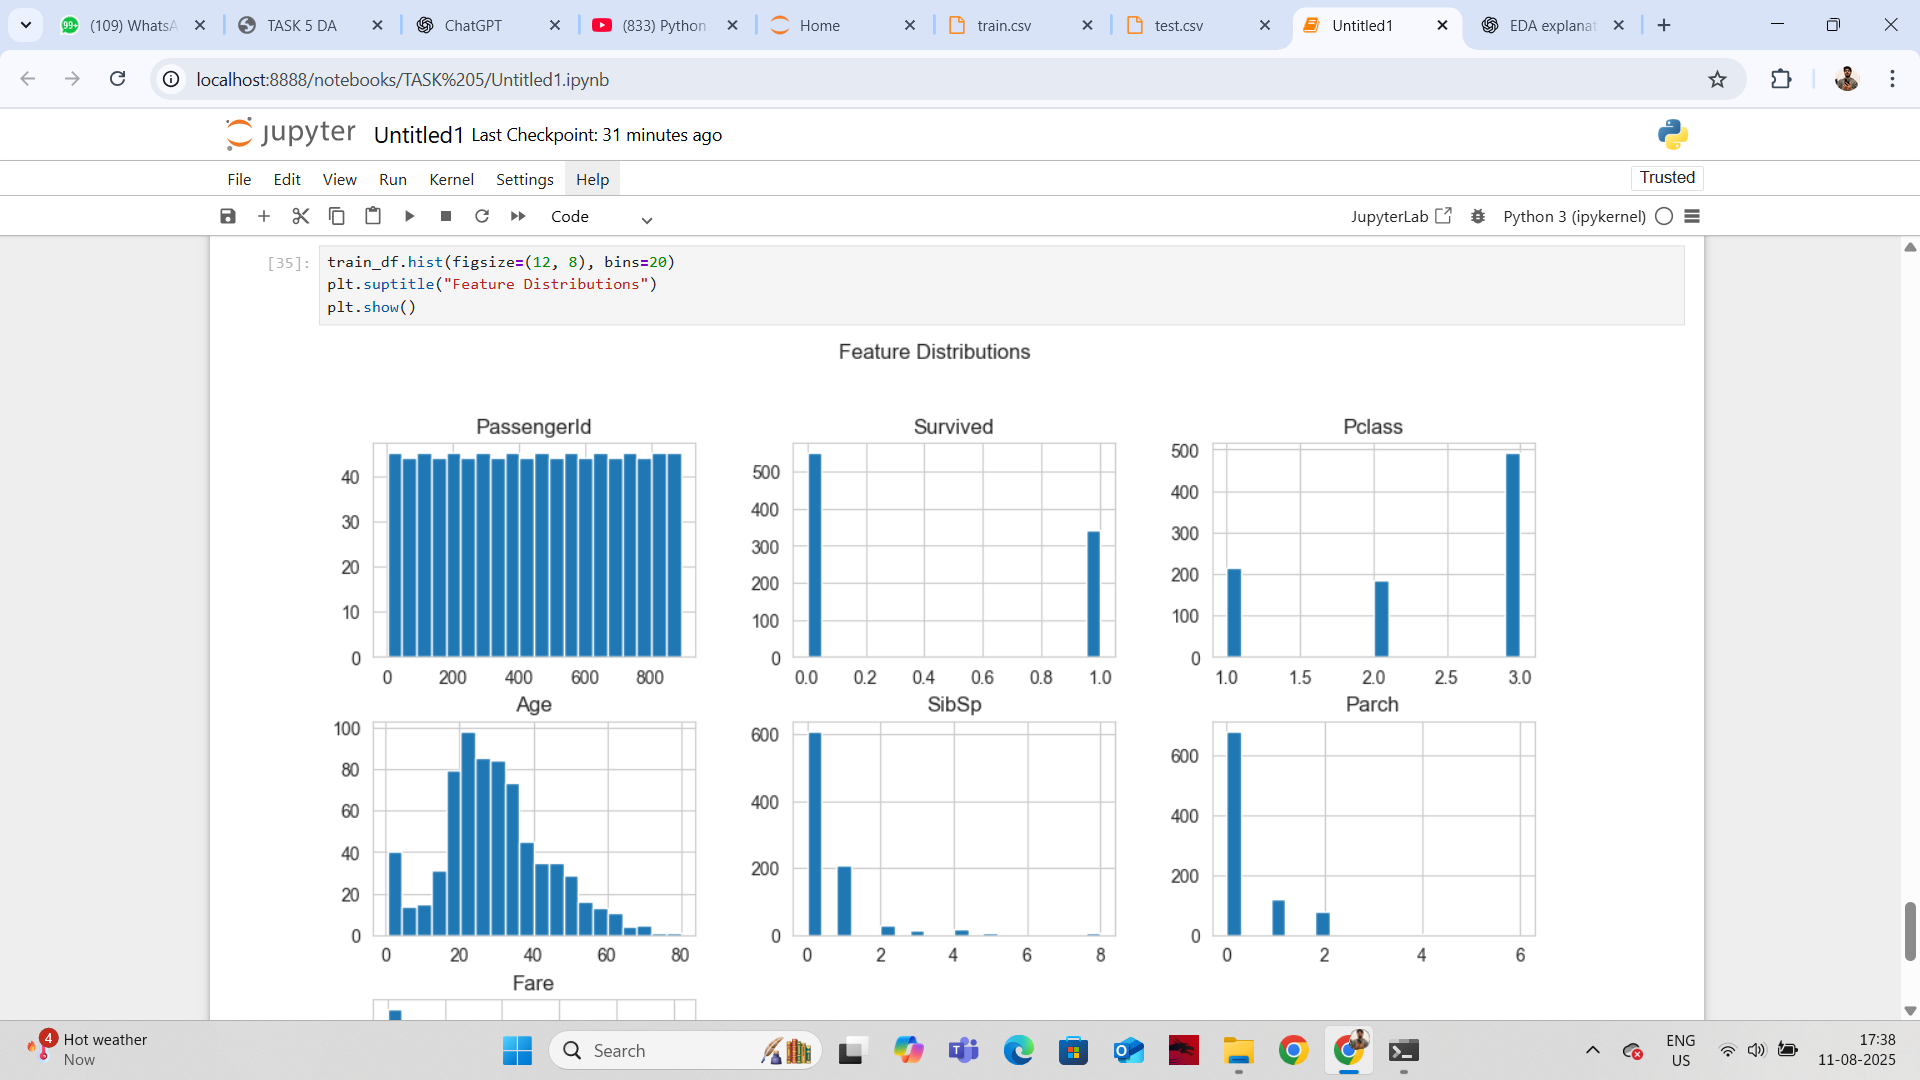 (109) WhatsA
TASK 5 DA
ChatGPT
(833) Python
Home
train.csv
test.csv
Untitled1
EDA explanat
localhost:8888/notebooks/TASK%205/Untitled1.ipynb
jupyter Untitled1 Last Checkpoint: 31 minutes ago
File Edit View Run Kernel Settings Help
Trusted
Code
JupyterLab
Python 3 (ipykernel)
[35]:
train_df.hist(figsize=(12, 8), bins=20)
plt.suptitle("Feature Distributions")
plt.show()
Feature Distributions
PassengerId
40
30
20
10
0
0 200 400 600 800
Survived
500
400
300
200
100
0
0.0 0.2 0.4 0.6 0.8 1.0
Pclass
500
400
300
200
100
0
1.0 1.5 2.0 2.5 3.0
Age
100
80
60
40
20
0
0 20 40 60 80
SibSp
600
400
200
0
0 2 4 6 8
Parch
600
400
200
0
0 2 4 6
Fare
4
Hot weather
Now
Search
ENG
US
17:38
11-08-2025